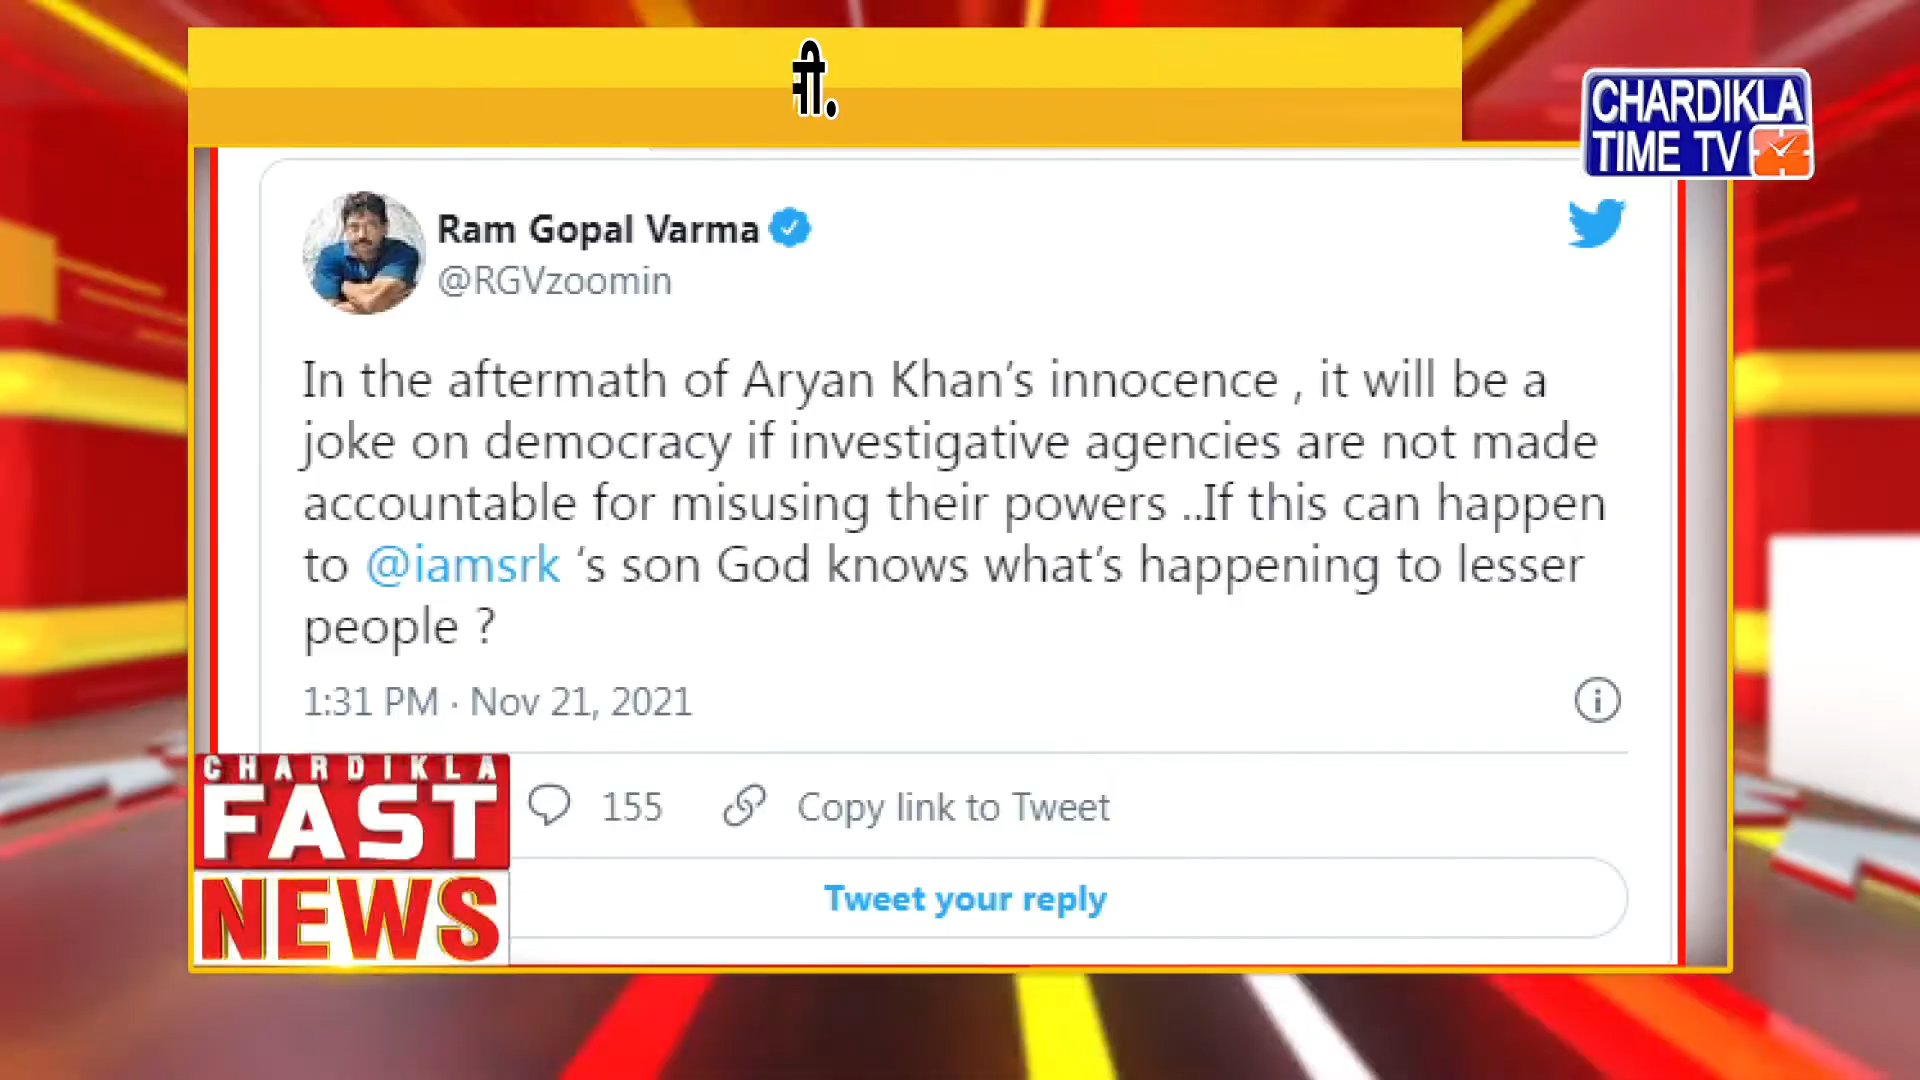 CHARDIKLA
TIME TV
Ram Gopal Varma
@RGVzoomin
In the aftermath of Aryan Khan’s innocence , it will be a
joke on democracy if investigative agencies are not made
accountable for misusing their powers ..If this can happen
to @iamsrk ‘s son God knows what’s happening to lesser
people ?
1:31 PM · Nov 21, 2021
155 Copy link to Tweet
Tweet your reply
CHARDIKLA
FAST
NEWS